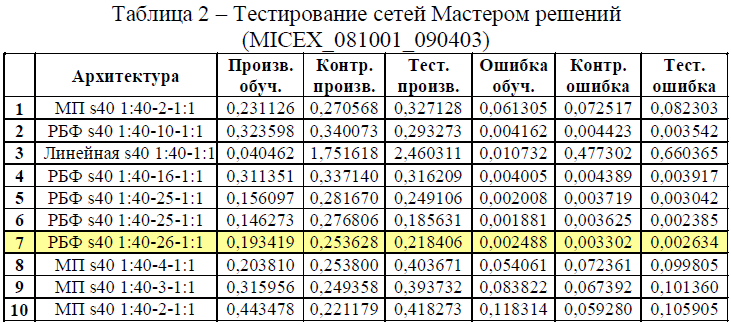 Таблица 2 – Тестирование сетей Мастером решений
(MICEX_081001_090403)
Архитектура Произв. обуч. Контр. произв. Тест. произв. Ошибка обуч. Контр. ошибка Тест. ошибка
1 МП s40 1:40-2-1:1 0,231126 0,270568 0,327128 0,061305 0,072517 0,082303
2 РБФ s40 1:40-10-1:1 0,323598 0,340073 0,293273 0,004162 0,004423 0,003542
3 Линейная s40 1:40-1:1 0,040462 1,751618 2,460311 0,010732 0,477302 0,660365
4 РБФ s40 1:40-16-1:1 0,311351 0,337140 0,316209 0,004005 0,004389 0,003917
5 РБФ s40 1:40-25-1:1 0,156097 0,281670 0,249106 0,002008 0,003719 0,003042
6 РБФ s40 1:40-25-1:1 0,146273 0,276806 0,185631 0,001881 0,003625 0,002385
7 РБФ s40 1:40-26-1:1 0,193419 0,253628 0,218406 0,002488 0,003302 0,002634
8 МП s40 1:40-4-1:1 0,203810 0,253800 0,403671 0,054061 0,072361 0,099805
9 МП s40 1:40-3-1:1 0,315956 0,249358 0,393732 0,083822 0,067392 0,101360
10 МП s40 1:40-2-1:1 0,443478 0,221179 0,418273 0,118314 0,059280 0,105905